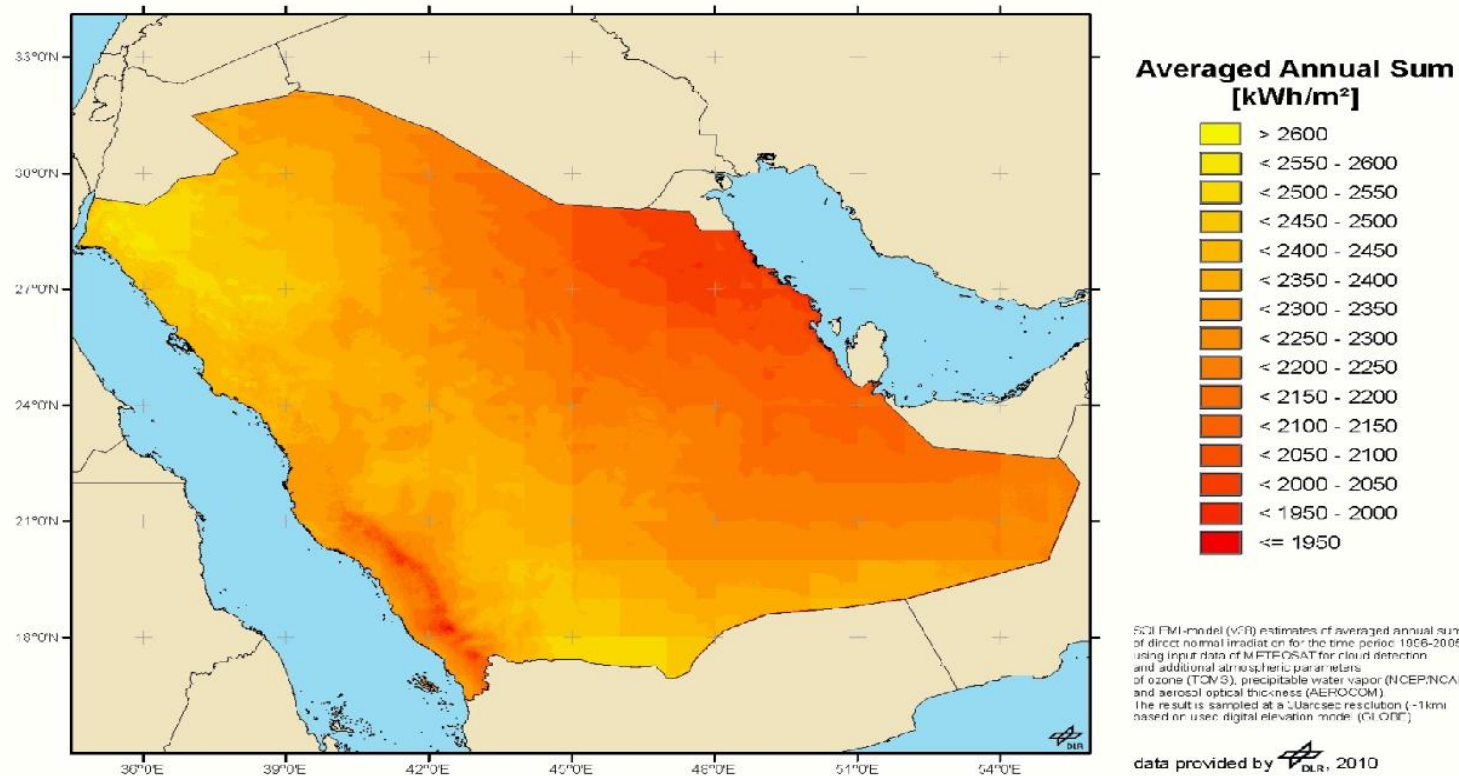 33°0'N
30°0'N
27°0'N
24°0'N
21°0'N
18°0'N
36°0'E
39°0'E
42°0'E
45°0'E
48°0'E
51°0'E
54°0'E
DLR
Averaged Annual Sum
[kWh/m²]
> 2600
< 2550 - 2600
< 2500 - 2550
< 2450 - 2500
< 2400 - 2450
< 2350 - 2400
< 2300 - 2350
< 2250 - 2300
< 2200 - 2250
< 2150 - 2200
< 2100 - 2150
< 2050 - 2100
< 2000 - 2050
< 1950 - 2000
<= 1950
SOLEMI-model (v38) estimates of averaged annual sum
of direct normal irradiation for the time period
using input data of METEOSAT for cloud detection
and additional atmospheric parameters
of ozone (TOMS), precipitable water vapor (NCEP/NCA
and aerosol optical thickness (AEROCOM)
The result is sampled at a resolution (~1km)
based on used digital elevation model (GLOBE)
data provided by DLR, 2010